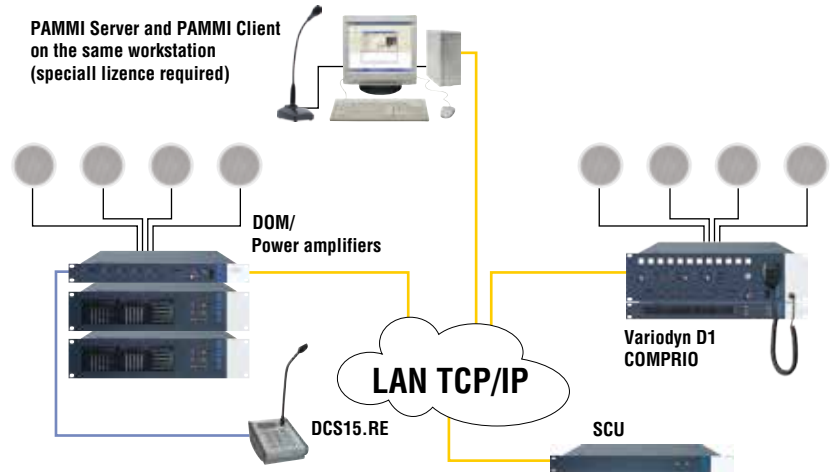 PAMMI Server and PAMMI Client
on the same workstation
(speciall lizence required)
DOM/
Power amplifiers
Variodyn D1
COMPRIO
LAN TCP/IP
DCS15.RE
SCU